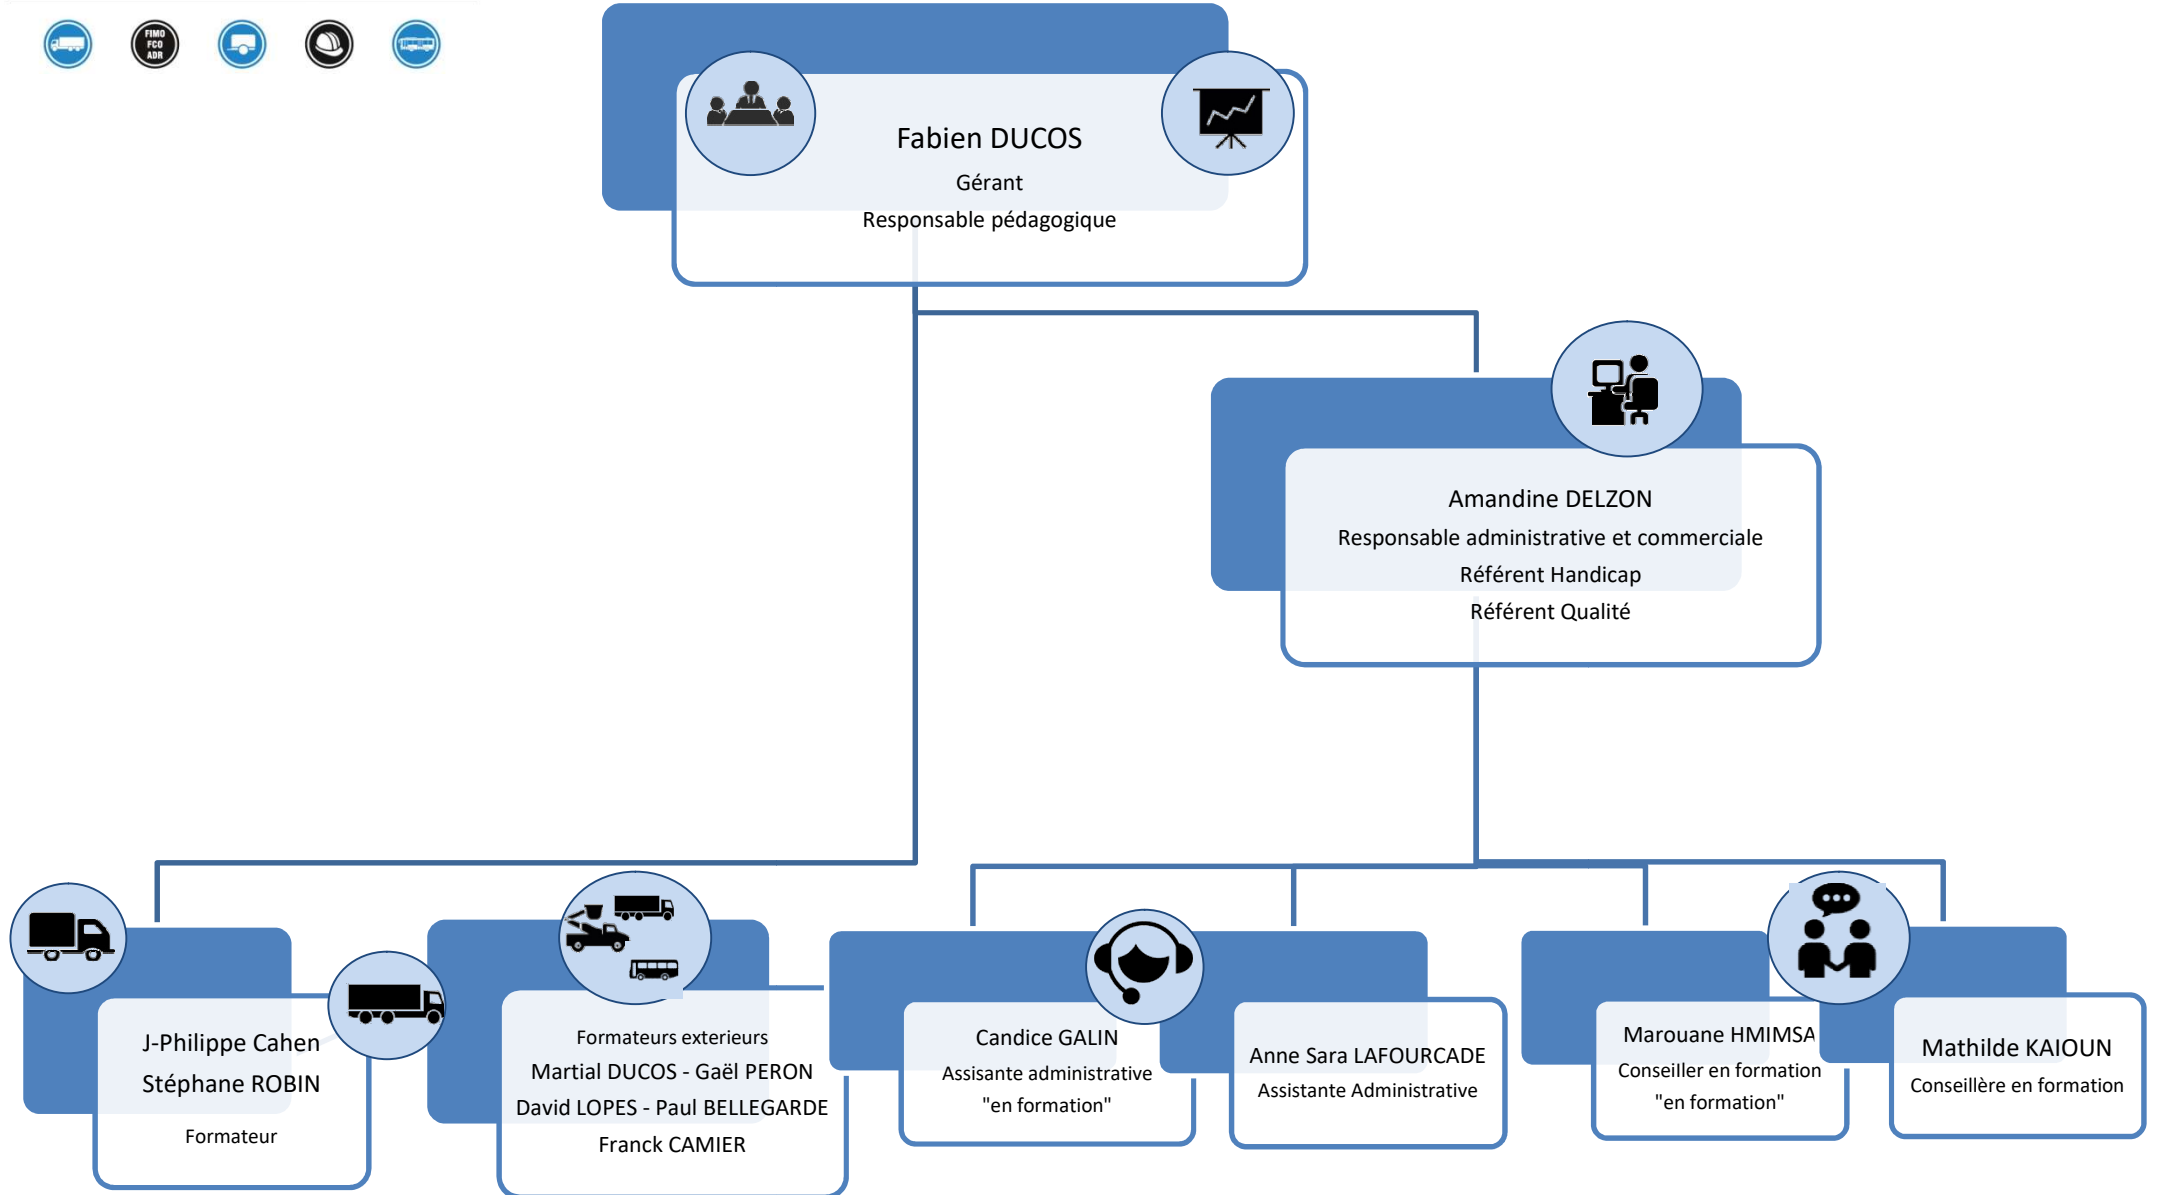 FIMO
FCO
ADR
Fabien DUCOS
Gérant
Responsable pédagogique
Amandine DELZON
Responsable administrative et commerciale
Référent Handicap
Référent Qualité
J-Philippe Cahen
Stéphane ROBIN
Formateur
Formateurs exterieurs
Martial DUCOS - Gaël PERON
David LOPES - Paul BELLEGARDE
Franck CAMIER
Candice GALIN
Assisante administrative
"en formation"
Anne Sara LAFOURCADE
Assistante Administrative
Marouane HMIMSA
Conseiller en formation
"en formation"
Mathilde KAIOUN
Conseillère en formation